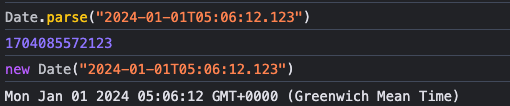 Date.parse("2024-01-01T05:06:12.123")
1704085572123
new Date("2024-01-01T05:06:12.123")
Mon Jan 01 2024 05:06:12 GMT+0000 (Greenwich Mean Time)